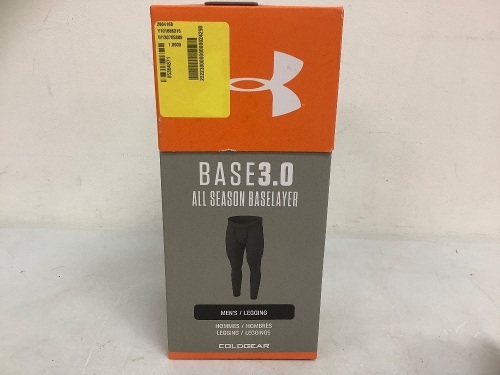 BASE3.0
ALL SEASON BASELAYER
MEN'S / LEGGING
HOMMES / HOMBRES
LEGGING / LEGGINGS
COLDGEAR